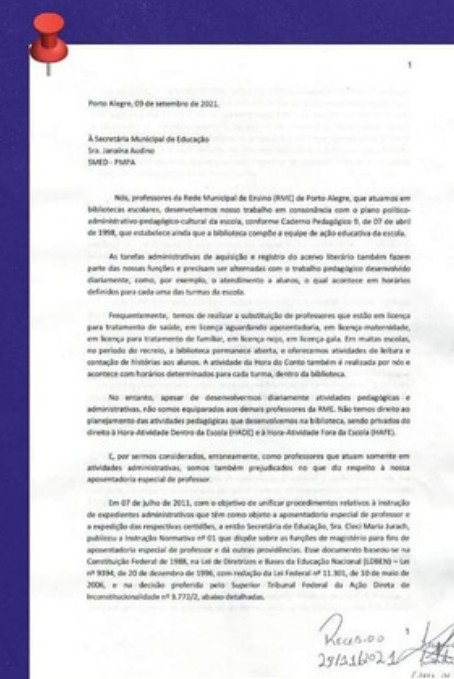 1
Porto Alegre, 09 de setembro de 2021.
À Secretária Municipal de Educação
Sra. Janaina Audino
SMED - PMPA
Nós, professores da Rede Municipal de Ensino (RME) de Porto Alegre, que atuamos em
bibliotecas escolares, desenvolvemos nosso trabalho em consonância com o plano político-
administrativo-pedagógico-cultural da escola, conforme Caderno Pedagógico 9, de 07 de abril
de 1998, que estabelece ainda que a biblioteca compõe a equipe de ação educativa da escola.
As tarefas administrativas de aquisição e registro do acervo literário também fazem
parte das nossas funções e precisam ser alternadas com o trabalho pedagógico desenvolvido
diariamente, como, por exemplo, o atendimento a alunos, o qual acontece em horários
definidos para cada uma das turmas da escola.
Frequentemente, temos de realizar a substituição de professores que estão em licença
para tratamento de saúde, em licença aguardando aposentadoria, em licença-maternidade,
em licença para tratamento de familiar, em licença nojo, em licença gala. Em muitas escolas,
no período do recreio, a biblioteca permanece aberta, e oferecemos atividades de leitura e
contação de histórias aos alunos. A atividade da Hora do Conto também é realizada por nós e
acontece com horários determinados para cada turma, dentro da biblioteca.
No entanto, apesar de desenvolvermos diariamente atividades pedagógicas e
administrativas, não somos equiparados aos demais professores da RME. Não temos direito ao
planejamento das atividades pedagógicas que desenvolvemos na biblioteca, sendo privados do
direito à Hora-Atividade Dentro da Escola (HADE) e à Hora-Atividade Fora da Escola (HAFE).
E, por sermos considerados, erroneamente, como professores que atuam somente em
atividades administrativas, somos também prejudicados no que diz respeito à nossa
aposentadoria especial de professor.
Em 07 de julho de 2011, com o objetivo de unificar procedimentos relativos à instrução
de expedientes administrativos que têm como objeto a aposentadoria especial de professor e
a expedição das respectivas certidões, a então Secretária de Educação, Sra. Cleci Maria Jurach,
publicou a Instrução Normativa nº 01 que dispõe sobre as funções de magistério para fins de
aposentadoria especial de professor e dá outras providências. Esse documento baseou-se na
Constituição Federal de 1988, na Lei de Diretrizes e Bases da Educação Nacional (LDBEN) – Lei
nº 9394, de 20 de dezembro de 1996, com redação da Lei Federal nº 11.301, de 10 de maio de
2006, e na decisão proferida pelo Superior Tribunal Federal da Ação Direta de
Inconstitucionalidade nº 3.772/2, abaixo detalhadas.
1
Recebido
29/11/2021